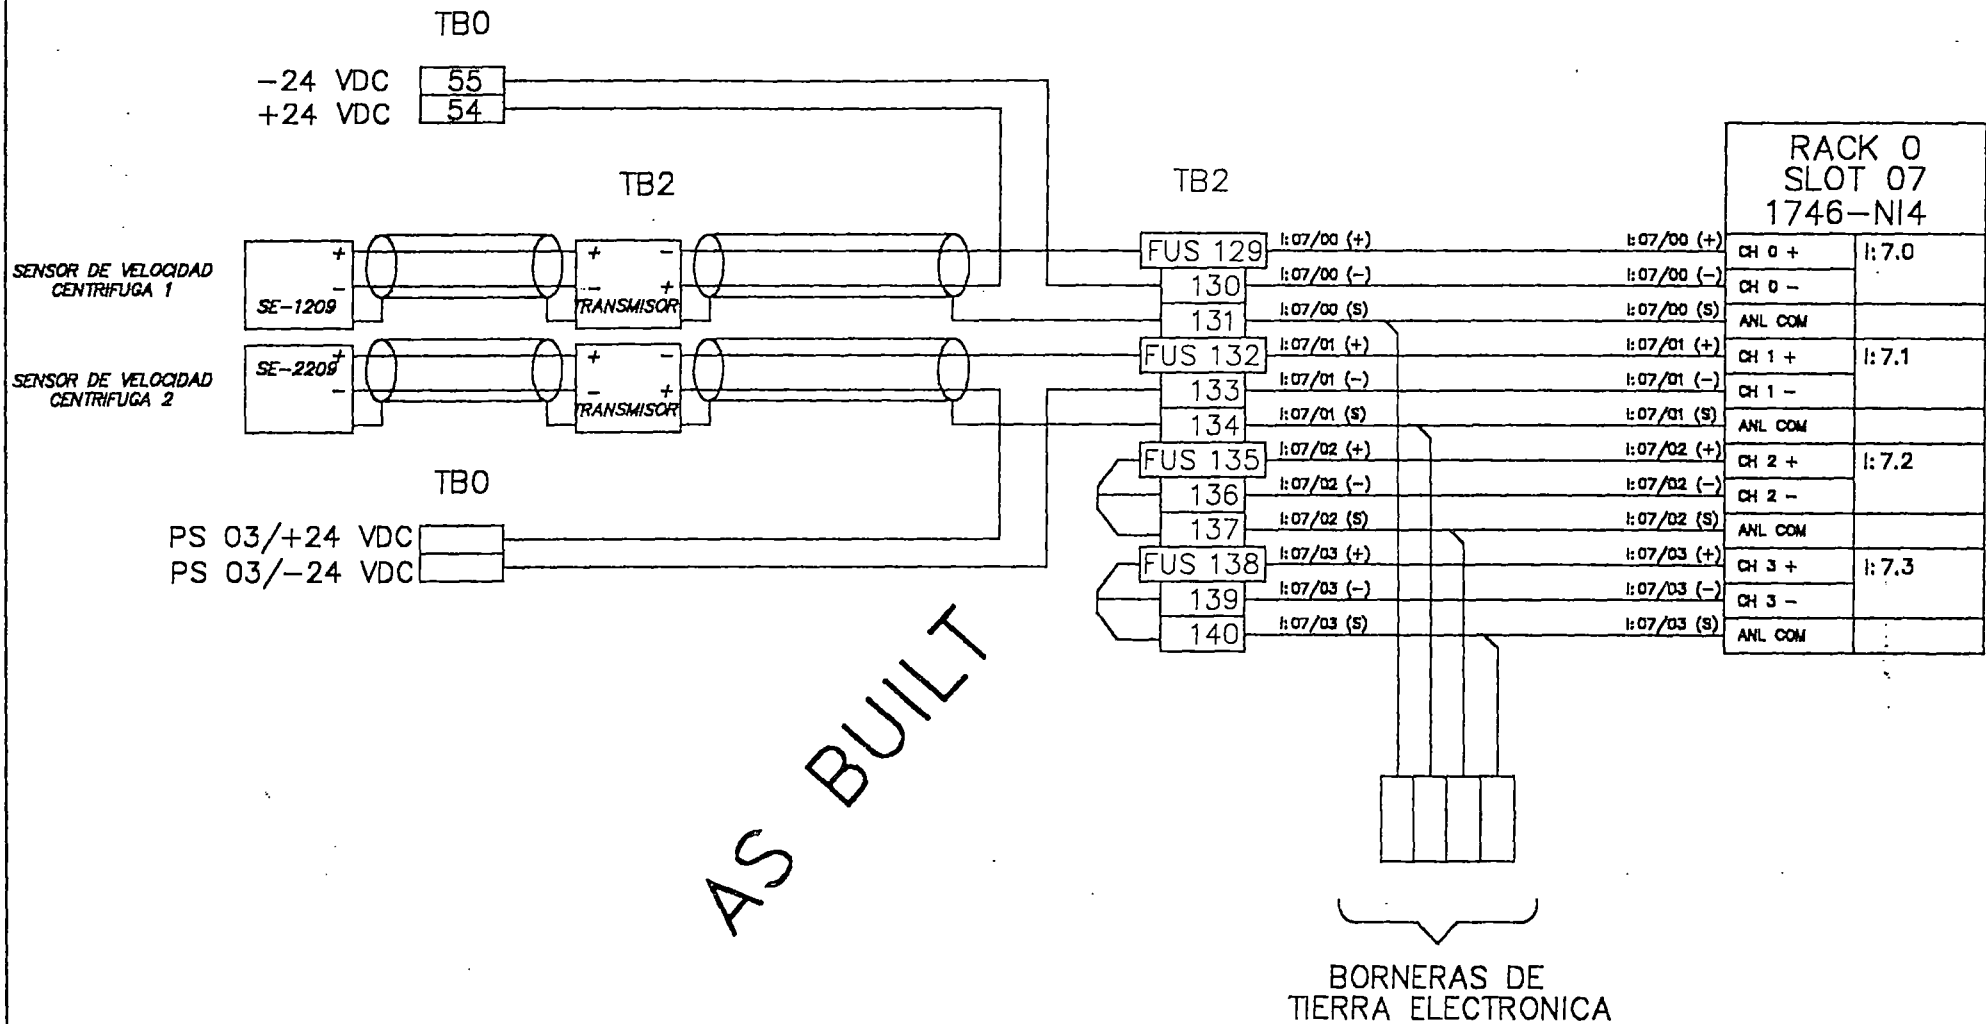 TB0
-24 VDC 55
+24 VDC 54
TB2
TB2
RACK 0
SLOT 07
1746-NI4
SENSOR DE VELOCIDAD
CENTRIFUGA 1
+
-
SE-1209
+ -
- +
TRANSMISOR
FUS 129 I:07/00 (+) I:07/00 (+) CH 0 + I:7.0
130 I:07/00 (-) I:07/00 (-) CH 0 -
131 I:07/00 (S) I:07/00 (S) ANL COM
SENSOR DE VELOCIDAD
CENTRIFUGA 2
+
SE-2209
-
+ -
- +
TRANSMISOR
FUS 132 I:07/01 (+) I:07/01 (+) CH 1 + I:7.1
133 I:07/01 (-) I:07/01 (-) CH 1 -
134 I:07/01 (S) I:07/01 (S) ANL COM
FUS 135 I:07/02 (+) I:07/02 (+) CH 2 + I:7.2
136 I:07/02 (-) I:07/02 (-) CH 2 -
137 I:07/02 (S) I:07/02 (S) ANL COM
FUS 138 I:07/03 (+) I:07/03 (+) CH 3 + I:7.3
139 I:07/03 (-) I:07/03 (-) CH 3 -
140 I:07/03 (S) I:07/03 (S) ANL COM
TB0
PS 03/+24 VDC
PS 03/-24 VDC
AS BUILT
BORNERAS DE
TIERRA ELECTRONICA